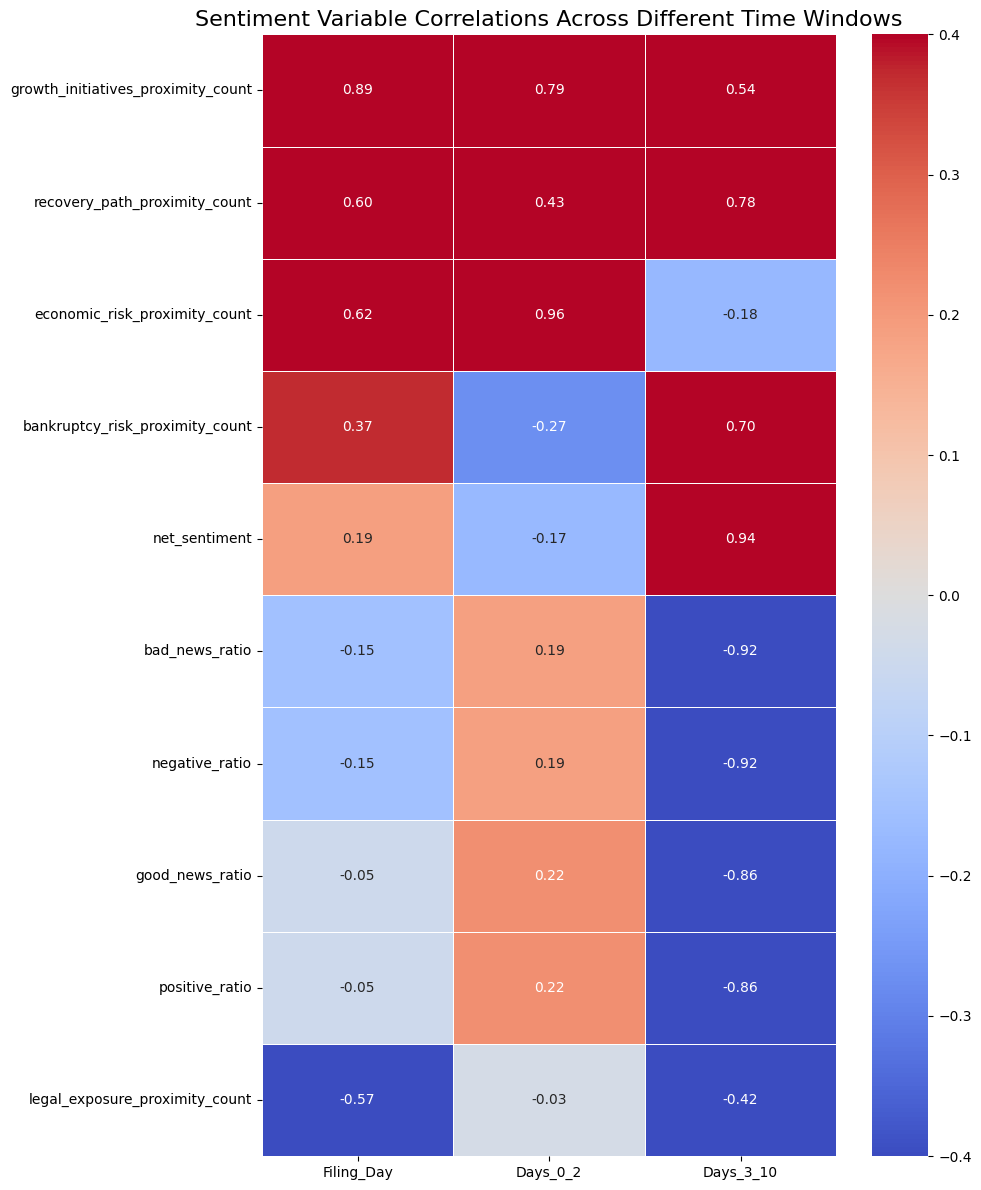 Sentiment Variable Correlations Across Different Time Windows
growth_initiatives_proximity_count 0.89 0.79 0.54
recovery_path_proximity_count 0.60 0.43 0.78
economic_risk_proximity_count 0.62 0.96 -0.18
bankruptcy_risk_proximity_count 0.37 -0.27 0.70
net_sentiment 0.19 -0.17 0.94
bad_news_ratio -0.15 0.19 -0.92
negative_ratio -0.15 0.19 -0.92
good_news_ratio -0.05 0.22 -0.86
positive_ratio -0.05 0.22 -0.86
legal_exposure_proximity_count -0.57 -0.03 -0.42
Filing_Day Days_0_2 Days_3_10
0.4
0.3
0.2
0.1
0.0
−0.1
−0.2
−0.3
−0.4